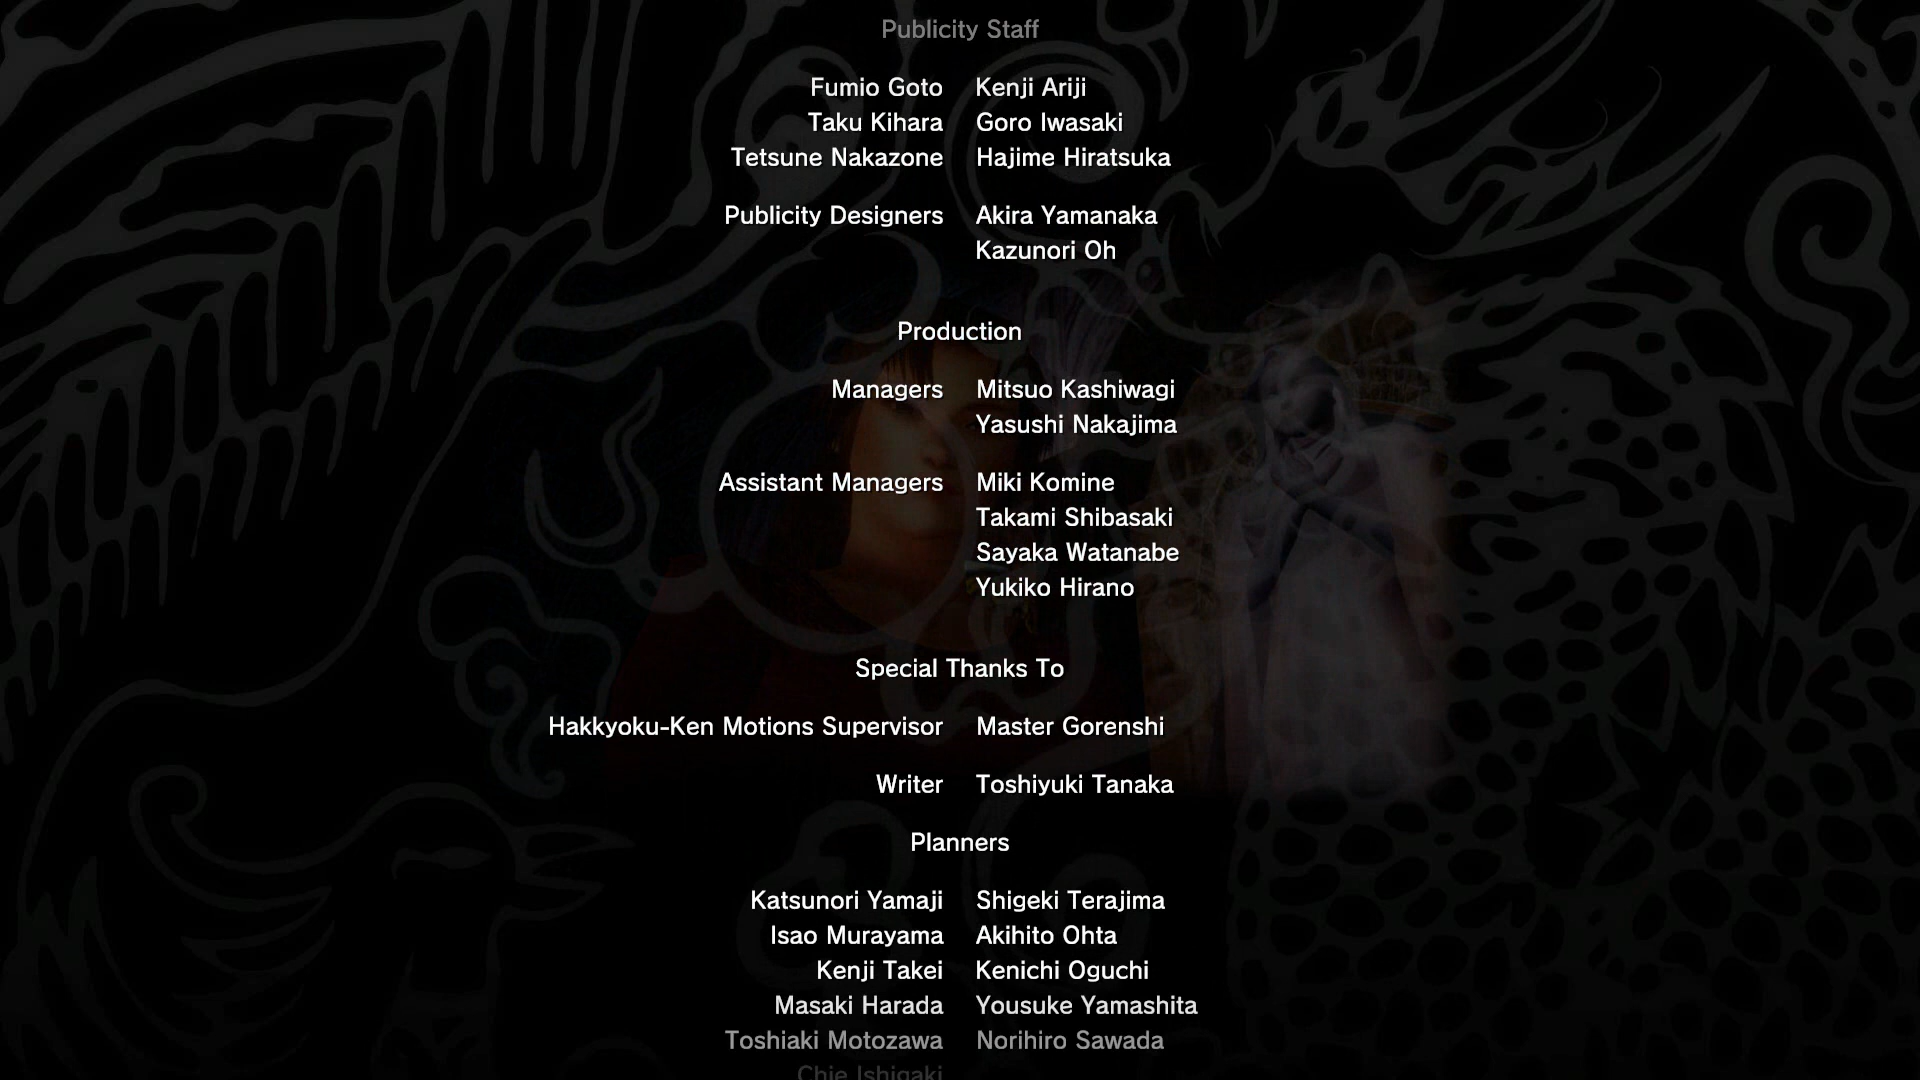 Publicity Staff
Fumio Goto Kenji Ariji
Taku Kihara Goro Iwasaki
Tetsune Nakazone Hajime Hiratsuka
Publicity Designers Akira Yamanaka
Kazunori Oh
Production
Managers Mitsuo Kashiwagi
Yasushi Nakajima
Assistant Managers Miki Komine
Takami Shibasaki
Sayaka Watanabe
Yukiko Hirano
Special Thanks To
Hakkyoku-Ken Motions Supervisor Master Gorenshi
Writer Toshiyuki Tanaka
Planners
Katsunori Yamaji Shigeki Terajima
Isao Murayama Akihito Ohta
Kenji Takei Kenichi Oguchi
Masaki Harada Yousuke Yamashita
Toshiaki Motozawa Norihiro Sawada
Chie Ishigaki